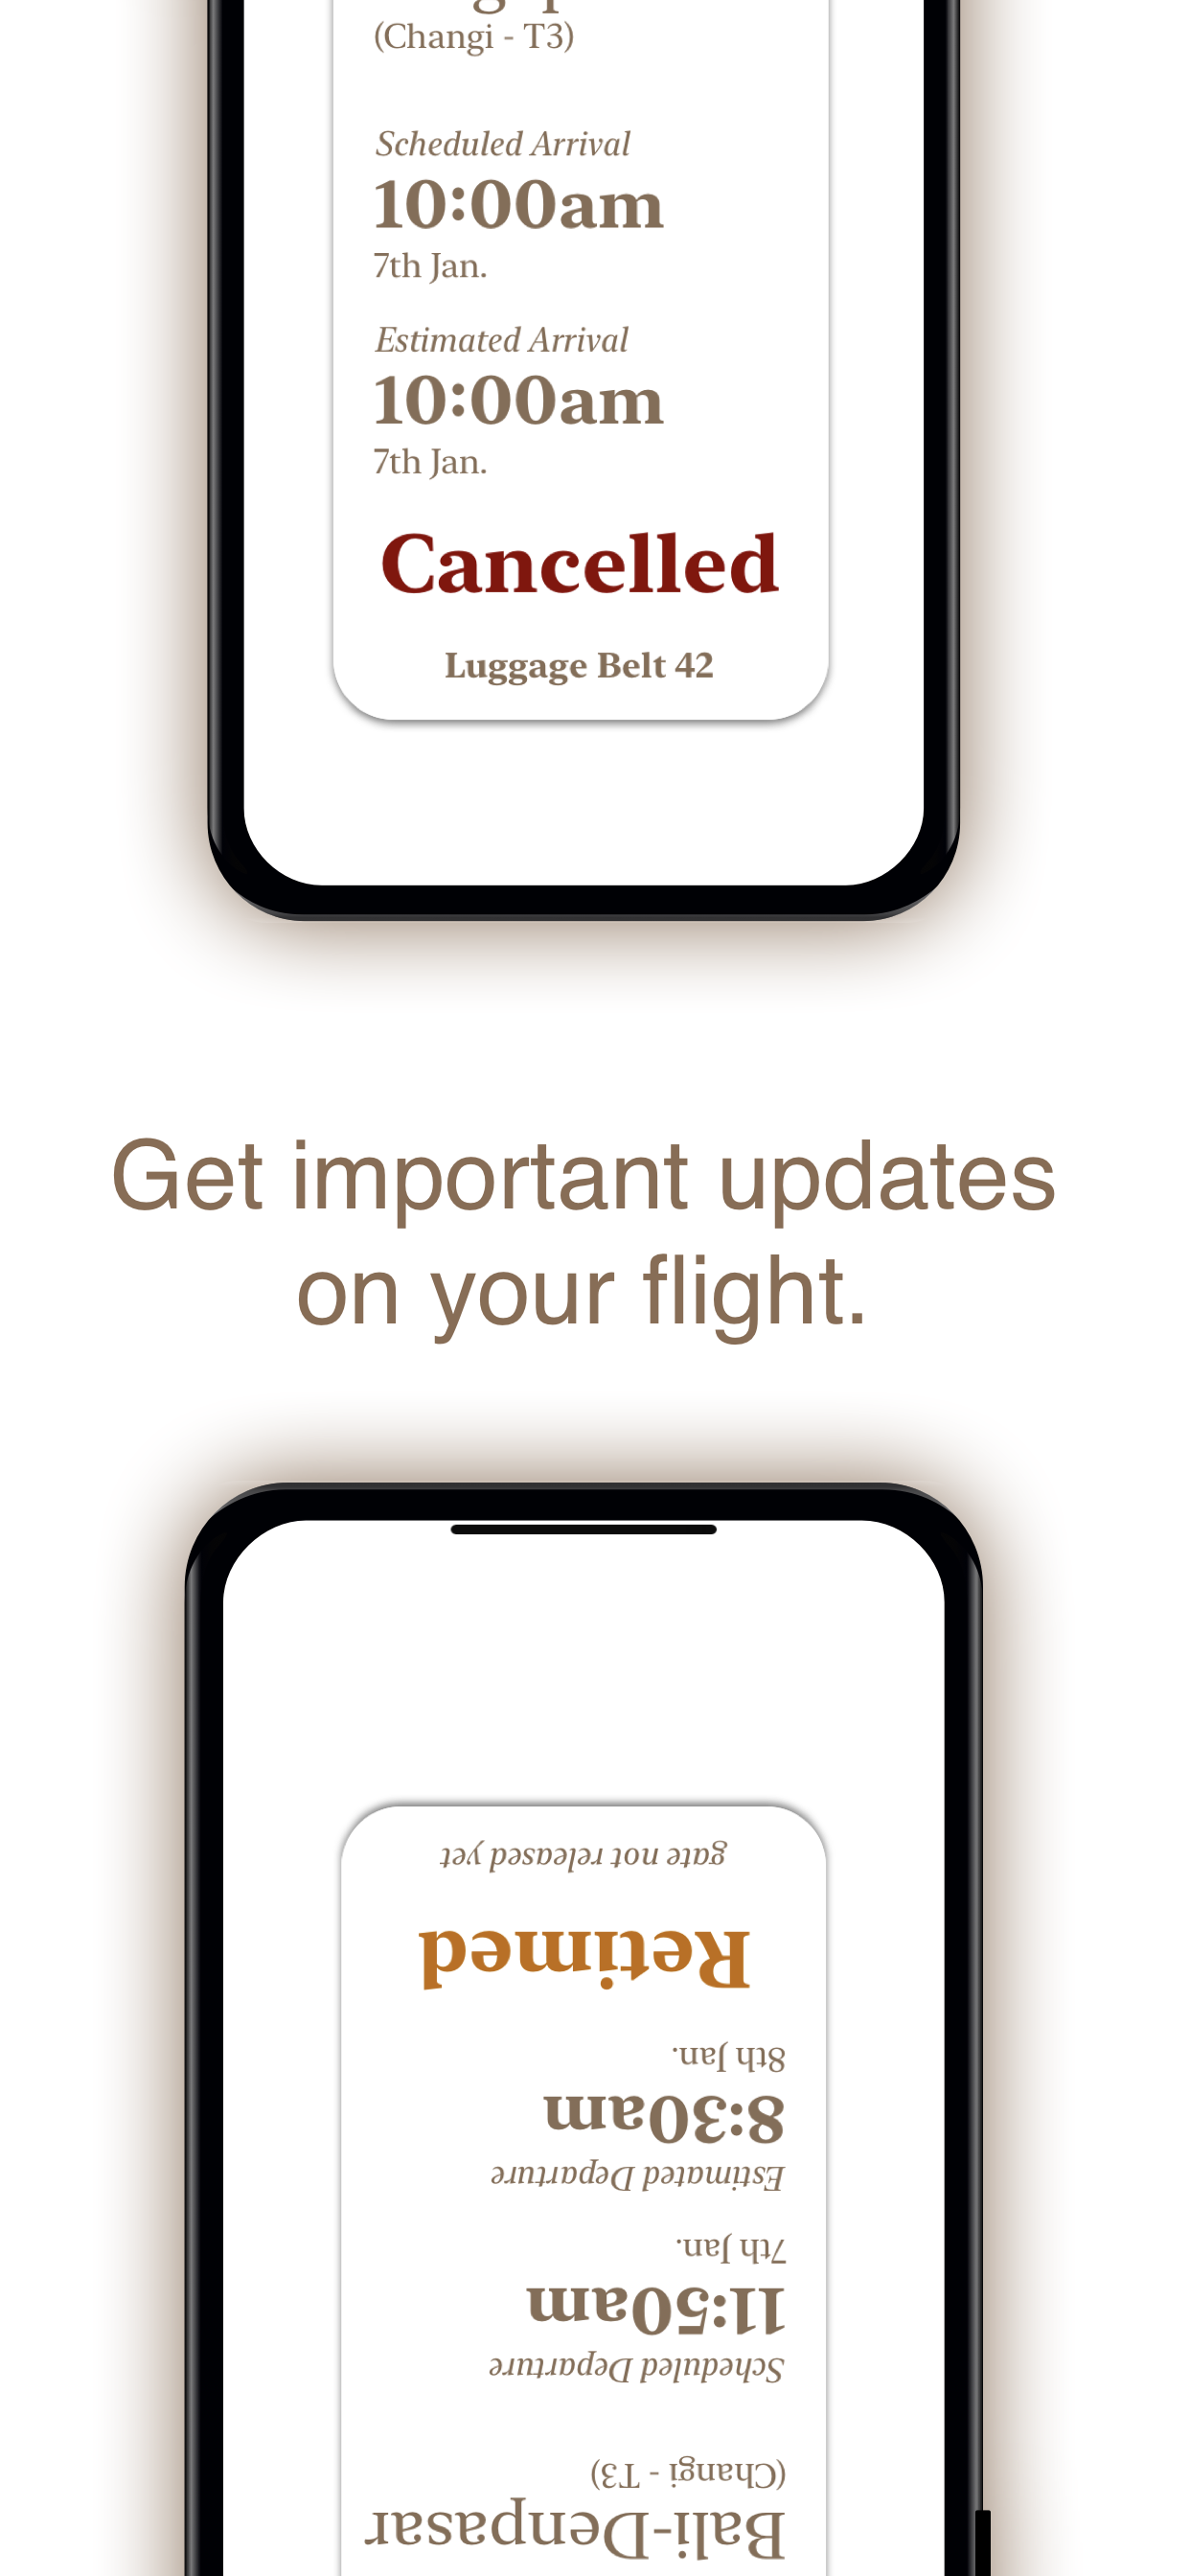 (Changi - T3)
Scheduled Arrival
10:00am
7th Jan.
Estimated Arrival
10:00am
7th Jan.
Cancelled
Luggage Belt 42
Get important updates
on your flight.
Bali-Denpasar
(Changi - T3)
Scheduled Departure
11:50am
7th Jan.
Estimated Departure
8:30am
8th Jan.
Retimed
gate not released yet